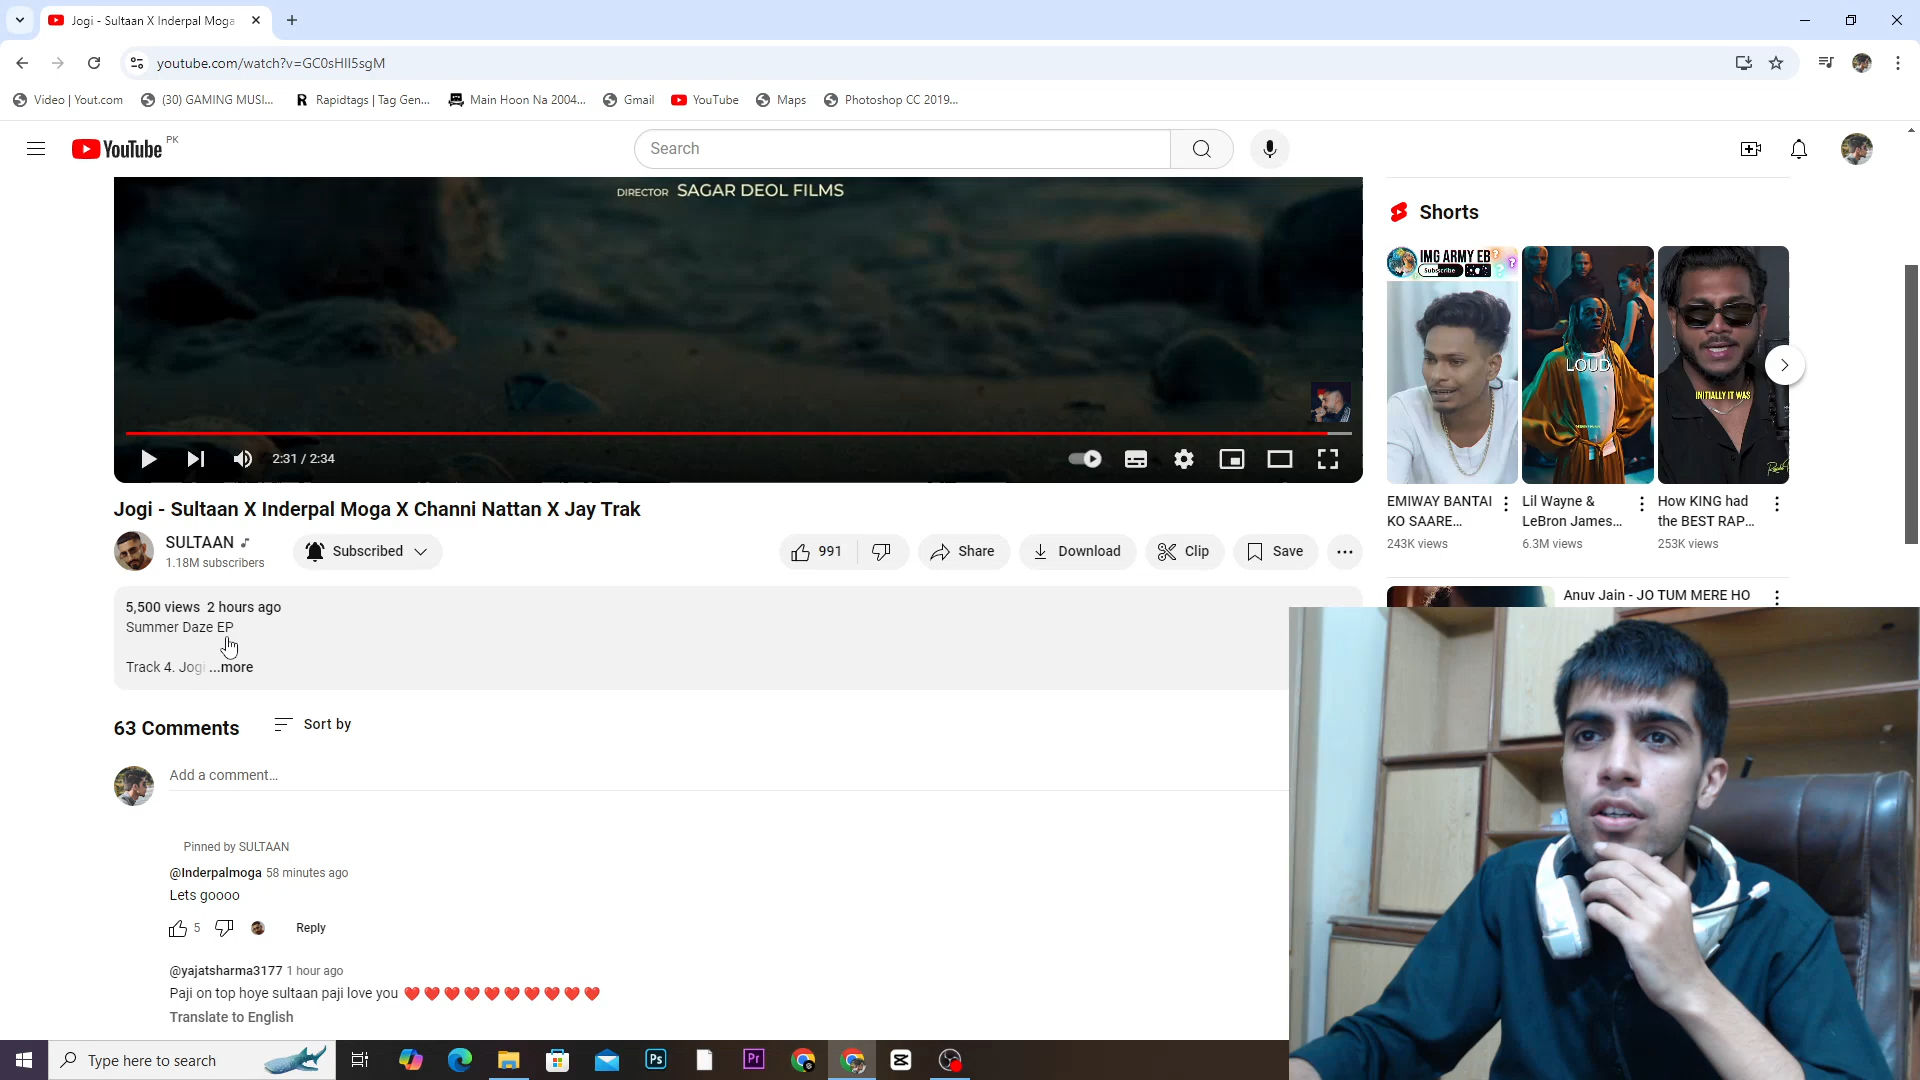 Jogi - Sultaan X Inderpal Moga
youtube.com/watch?v=GC0sHII5sgM
Video | Yout.com
(30) GAMING MUSI...
Rapidtags | Tag Gen...
Main Hoon Na 2004...
Gmail
YouTube
Maps
Photoshop CC 2019...
YouTube PK
Search
DIRECTOR SAGAR DEOL FILMS
2:31 / 2:34
Jogi - Sultaan X Inderpal Moga X Channi Nattan X Jay Trak
SULTAAN
1.18M subscribers
Subscribed
991
Share
Download
Clip
Save
5,500 views 2 hours ago
Summer Daze EP
Track 4. Jogi ...more
63 Comments
Sort by
Add a comment...
Pinned by SULTAAN
@Inderpalmoga 58 minutes ago
Lets goooo
5
Reply
@yajatsharma3177 1 hour ago
Paji on top hoye sultaan paji love you ❤️❤️❤️❤️❤️❤️❤️❤️❤️❤️
Translate to English
Shorts
IMG ARMY EB
Subscribe
LOUD
INITIALLY IT WAS
EMIWAY BANTAI
KO SAARE...
243K views
Lil Wayne &
LeBron James...
6.3M views
How KING had
the BEST RAP...
253K views
Anuv Jain - JO TUM MERE HO
Type here to search
Ps
Pr